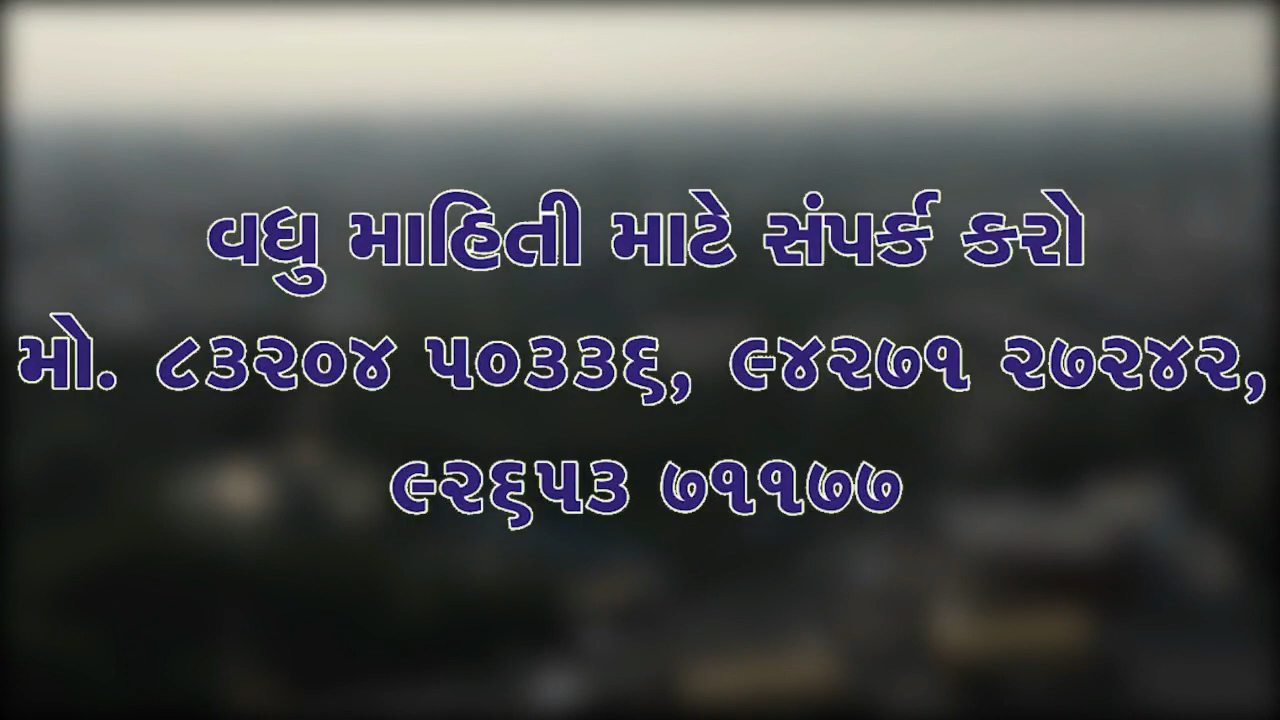 વધુ માહિતી માટે સંપર્ક કરો
મો. ૮૩૨૦૪ ૫૦૩૩૬, ૯૪૨૭૧ ૨૭૨૪૨,
૯૨૬૫૩ ૭૧૧૭૭